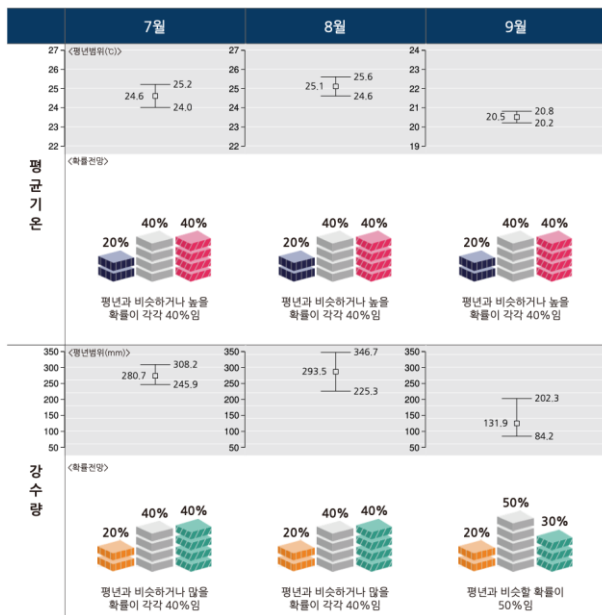 7월 8월 9월
평균기온
<평년범위(℃)>
27 26 25 24 23 22
25.2
24.6
24.0
27 26 25 24 23 22
25.6
25.1
24.6
24 23 22 21 20 19
20.8
20.5
20.2
<확률전망>
20% 40% 40%
평년과 비슷하거나 높을
확률이 각각 40%임
20% 40% 40%
평년과 비슷하거나 높을
확률이 각각 40%임
20% 40% 40%
평년과 비슷하거나 높을
확률이 각각 40%임
강수량
<평년범위(mm)>
350 300 250 200 150 100 50
308.2
280.7
245.9
350 300 250 200 150 100 50
346.7
293.5
225.3
350 300 250 200 150 100 50
202.3
131.9
84.2
<확률전망>
20% 40% 40%
평년과 비슷하거나 많을
확률이 각각 40%임
20% 40% 40%
평년과 비슷하거나 많을
확률이 각각 40%임
20% 50% 30%
평년과 비슷할 확률이
50%임